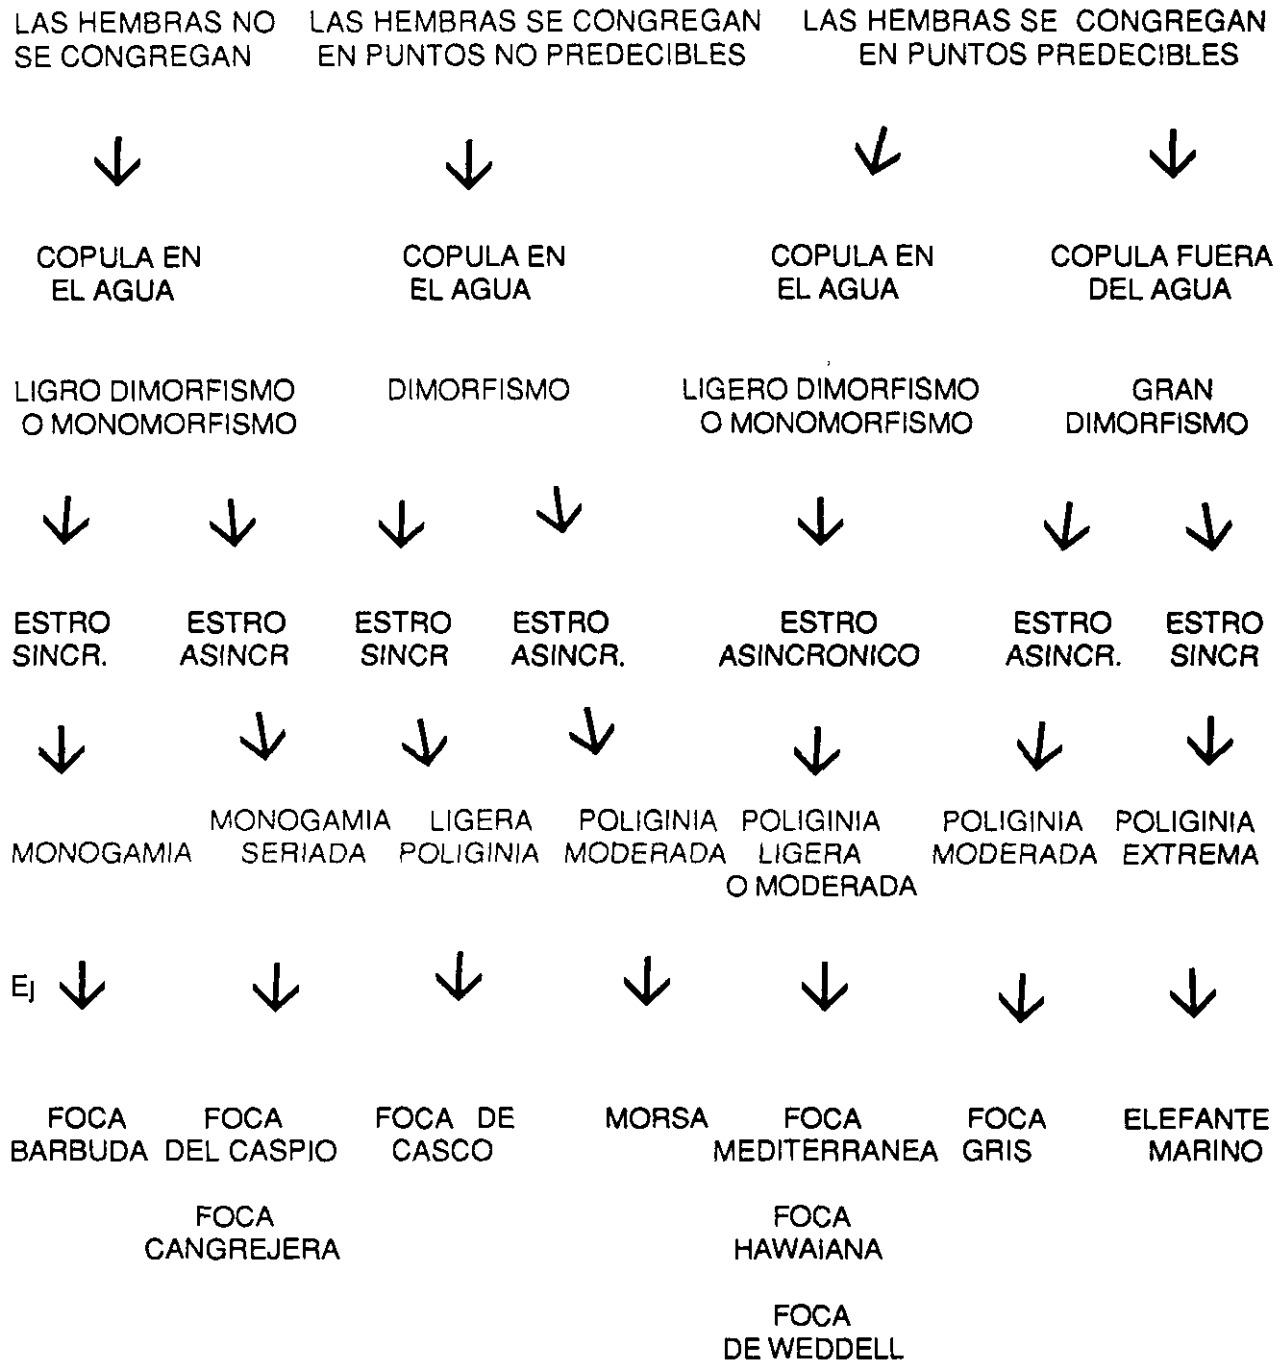 LAS HEMBRAS NO LAS HEMBRAS SE CONGREGAN LAS HEMBRAS SE CONGREGAN
SE CONGREGAN EN PUNTOS NO PREDECIBLES EN PUNTOS PREDECIBLES
COPULA EN COPULA EN COPULA EN COPULA FUERA
EL AGUA EL AGUA EL AGUA DEL AGUA
LIGRO DIMORFISMO DIMORFISMO LIGERO DIMORFISMO GRAN
O MONOMORFISMO O MONOMORFISMO DIMORFISMO
ESTRO ESTRO ESTRO ESTRO ESTRO ESTRO ESTRO
SINCR. ASINCR SINCR ASINCR. ASINCRONICO ASINCR. SINCR
MONOGAMIA LIGERA POLIGINIA POLIGINIA POLIGINIA POLIGINIA
MONOGAMIA SERIADA POLIGINIA MODERADA LIGERA MODERADA EXTREMA
O MODERADA
Ej
FOCA FOCA FOCA DE MORSA FOCA FOCA ELEFANTE
BARBUDA DEL CASPIO CASCO MEDITERRANEA GRIS MARINO
FOCA FOCA
CANGREJERA HAWAIANA
FOCA
DE WEDDELL